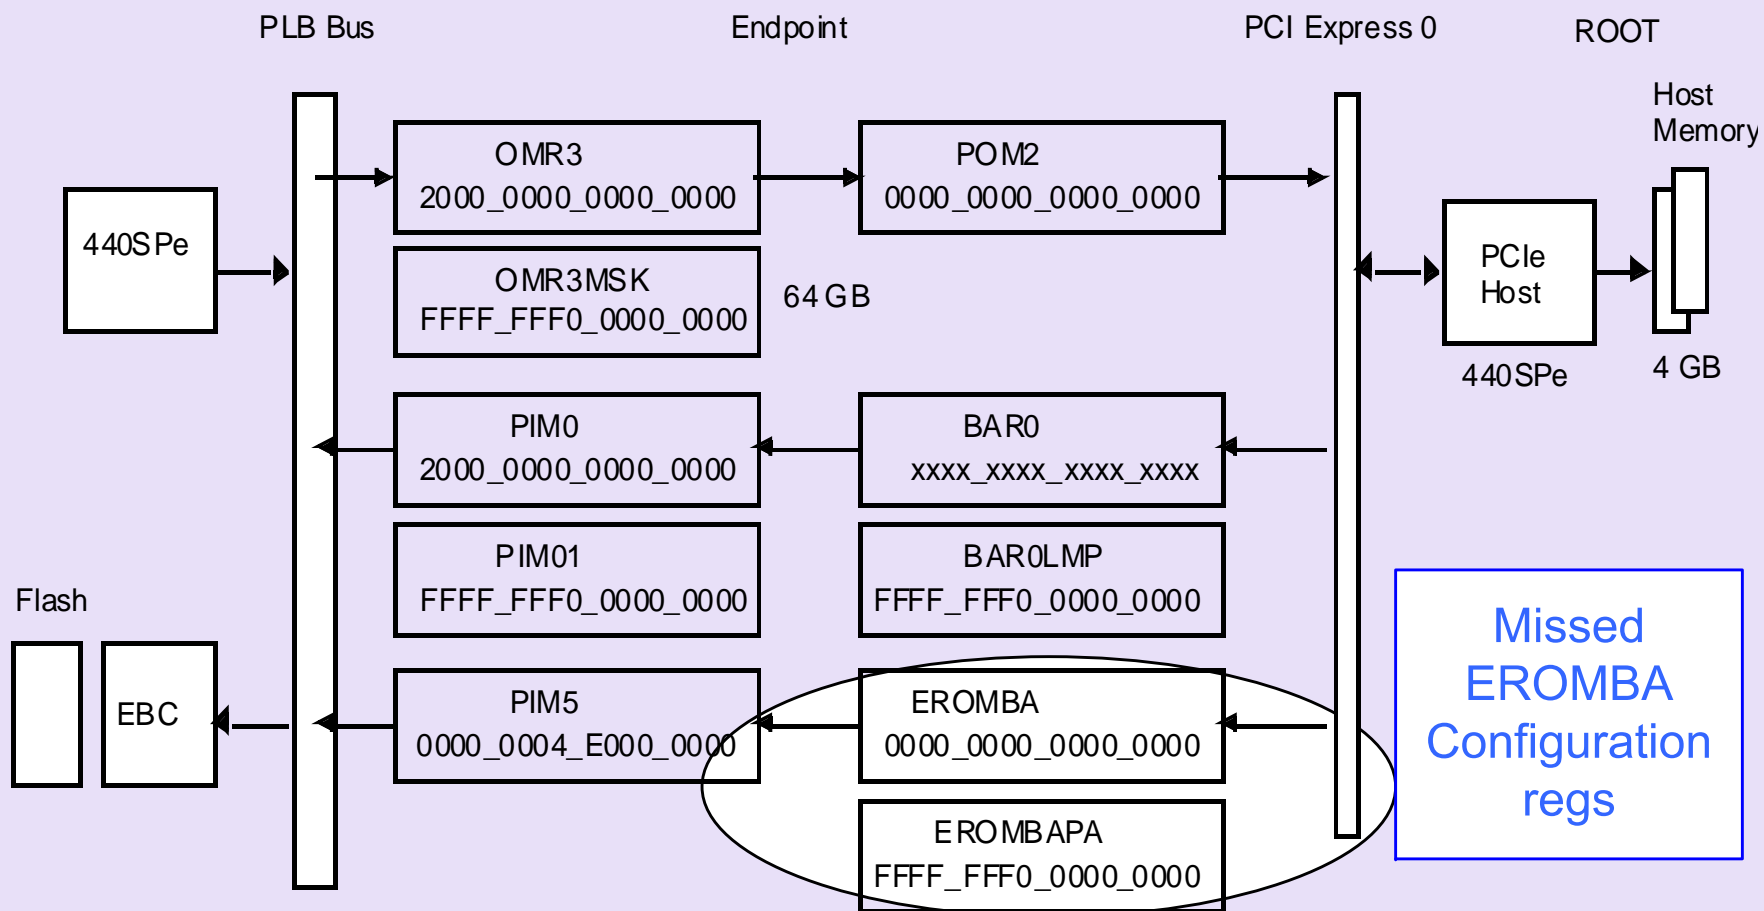 PLB Bus
Endpoint
PCI Express 0
ROOT
Host
Memory
OMR3
2000_0000_0000_0000
POM2
0000_0000_0000_0000
440SPe
OMR3MSK
FFFF_FFF0_0000_0000
64 GB
PCIe
Host
440SPe
4 GB
PIM0
2000_0000_0000_0000
BAR0
xxxx_xxxx_xxxx_xxxx
PIM01
FFFF_FFF0_0000_0000
BAR0LMP
FFFF_FFF0_0000_0000
Flash
EBC
PIM5
0000_0004_E000_0000
EROMBA
0000_0000_0000_0000
EROMBAPA
FFFF_FFF0_0000_0000
Missed
EROMBA
Configuration
regs